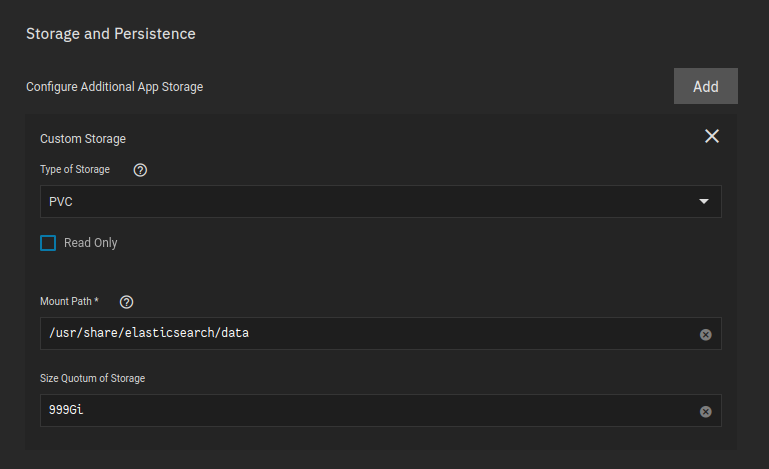 Storage and Persistence
Configure Additional App Storage
Add
Custom Storage
Type of Storage
PVC
Read Only
Mount Path *
/usr/share/elasticsearch/data
Size Quotum of Storage
999Gi